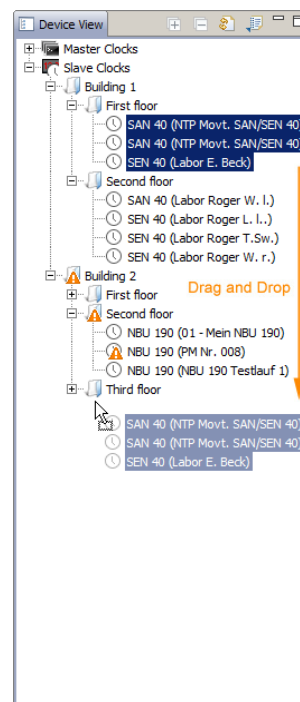 Device View
Master Clocks
Slave Clocks
Building 1
First floor
SAN 40 (NTP Movt. SAN/SEN 40)
SAN 40 (NTP Movt. SAN/SEN 40)
SEN 40 (Labor E. Beck)
Second floor
SAN 40 (Labor Roger W. l.)
SEN 40 (Labor Roger L. l..)
SEN 40 (Labor Roger T.Sw.)
SEN 40 (Labor Roger W. r.)
Building 2
First floor
Drag and Drop
Second floor
NBU 190 (01 - Mein NBU 190)
NBU 190 (PM Nr. 008)
NBU 190 (NBU 190 Testlauf 1)
Third floor
SAN 40 (NTP Movt. SAN/SEN 40)
SAN 40 (NTP Movt. SAN/SEN 40)
SEN 40 (Labor E. Beck)